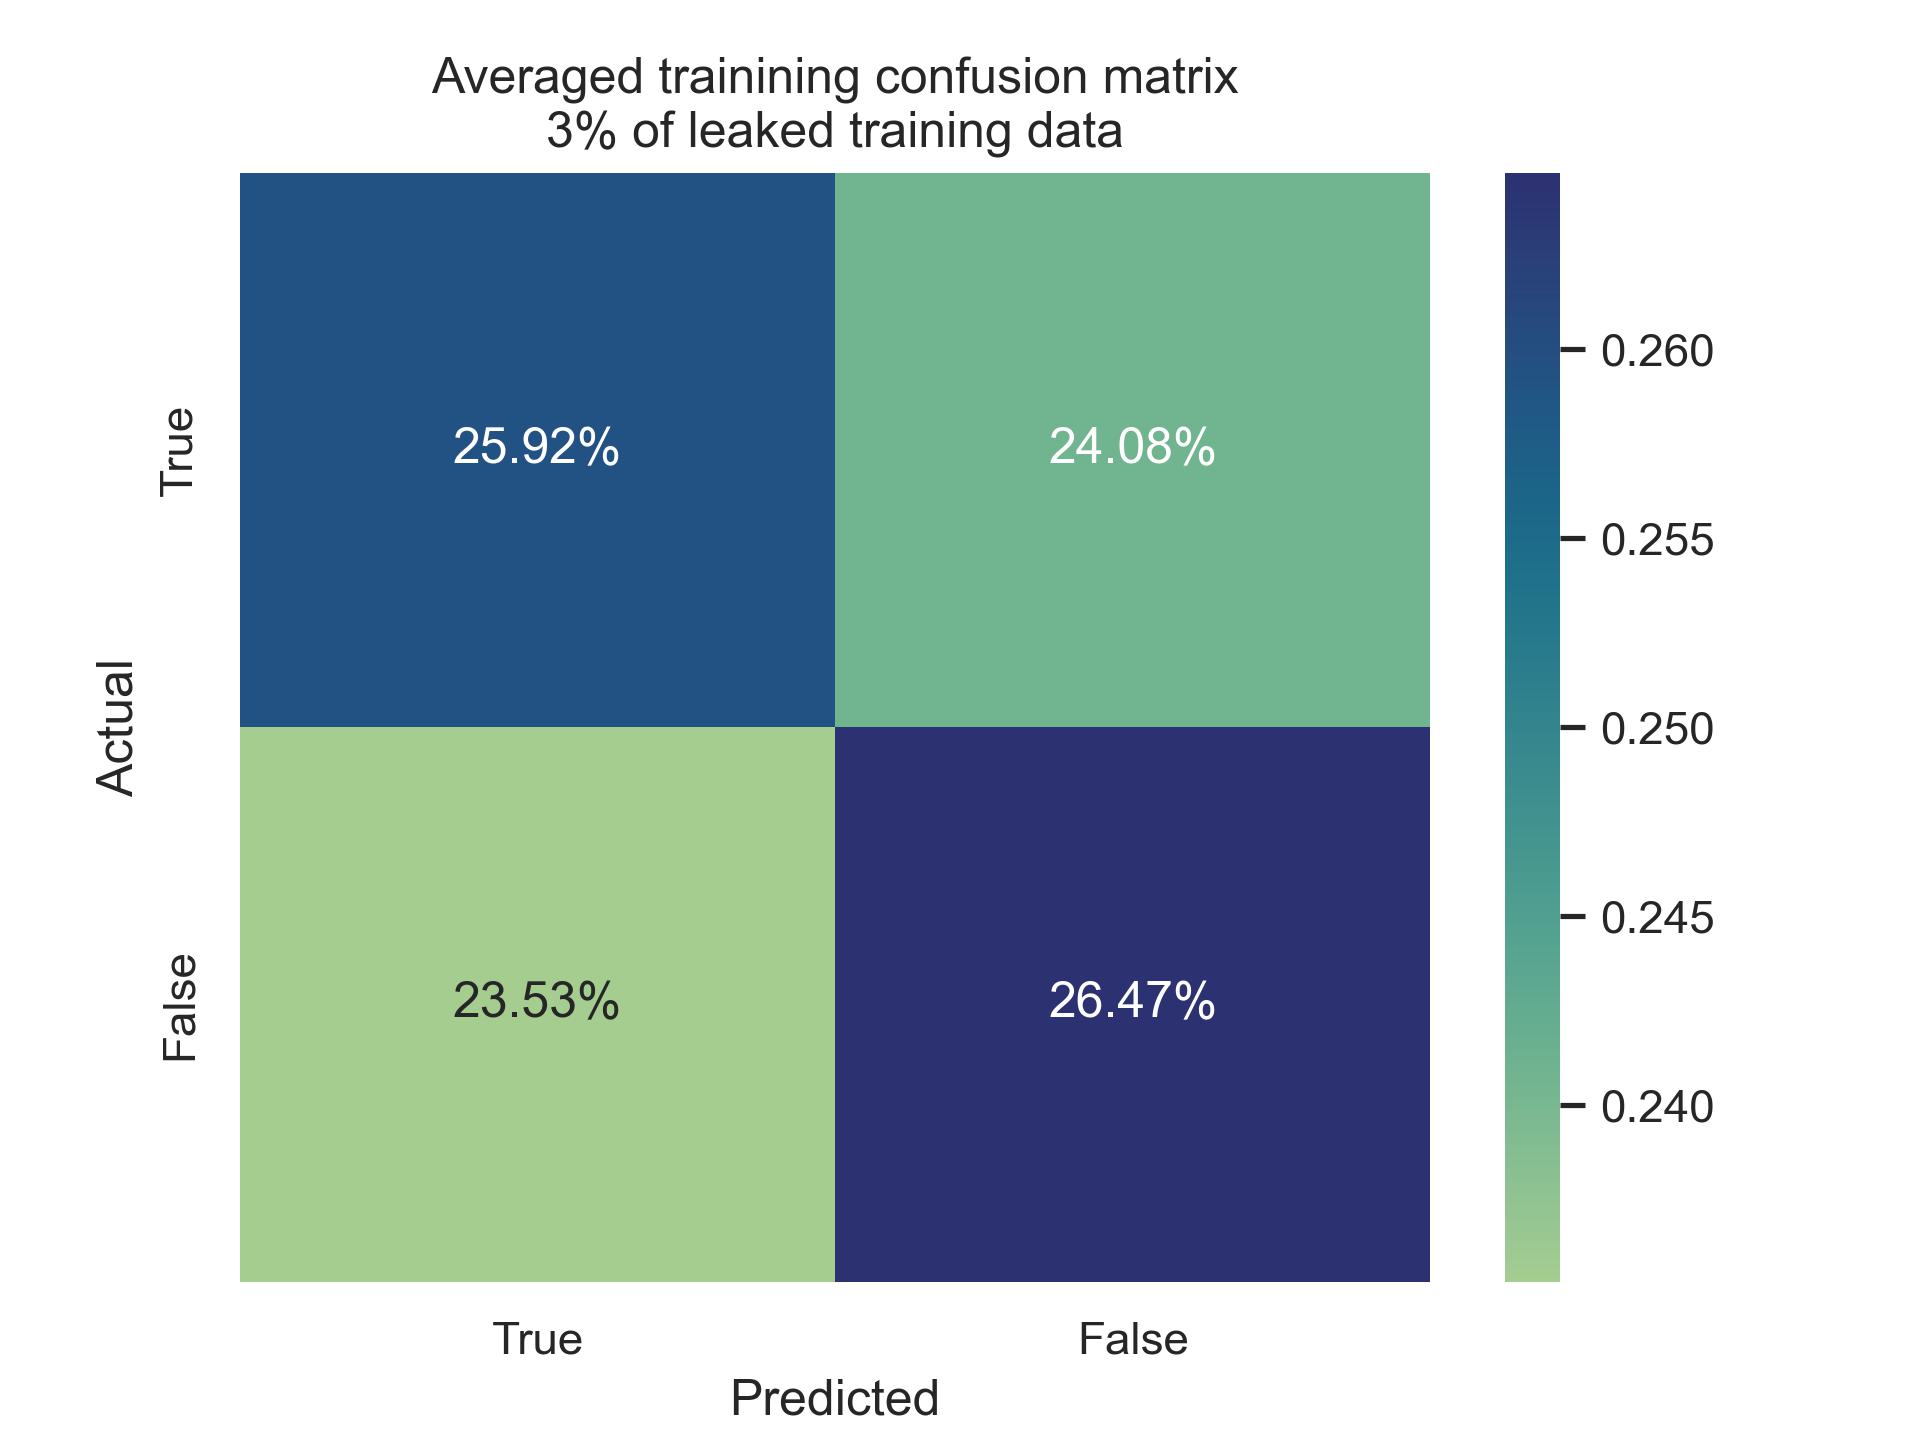 Averaged trainining confusion matrix
3% of leaked training data
Actual
True
25.92%
24.08%
False
23.53%
26.47%
True
False
Predicted
0.260
0.255
0.250
0.245
0.240